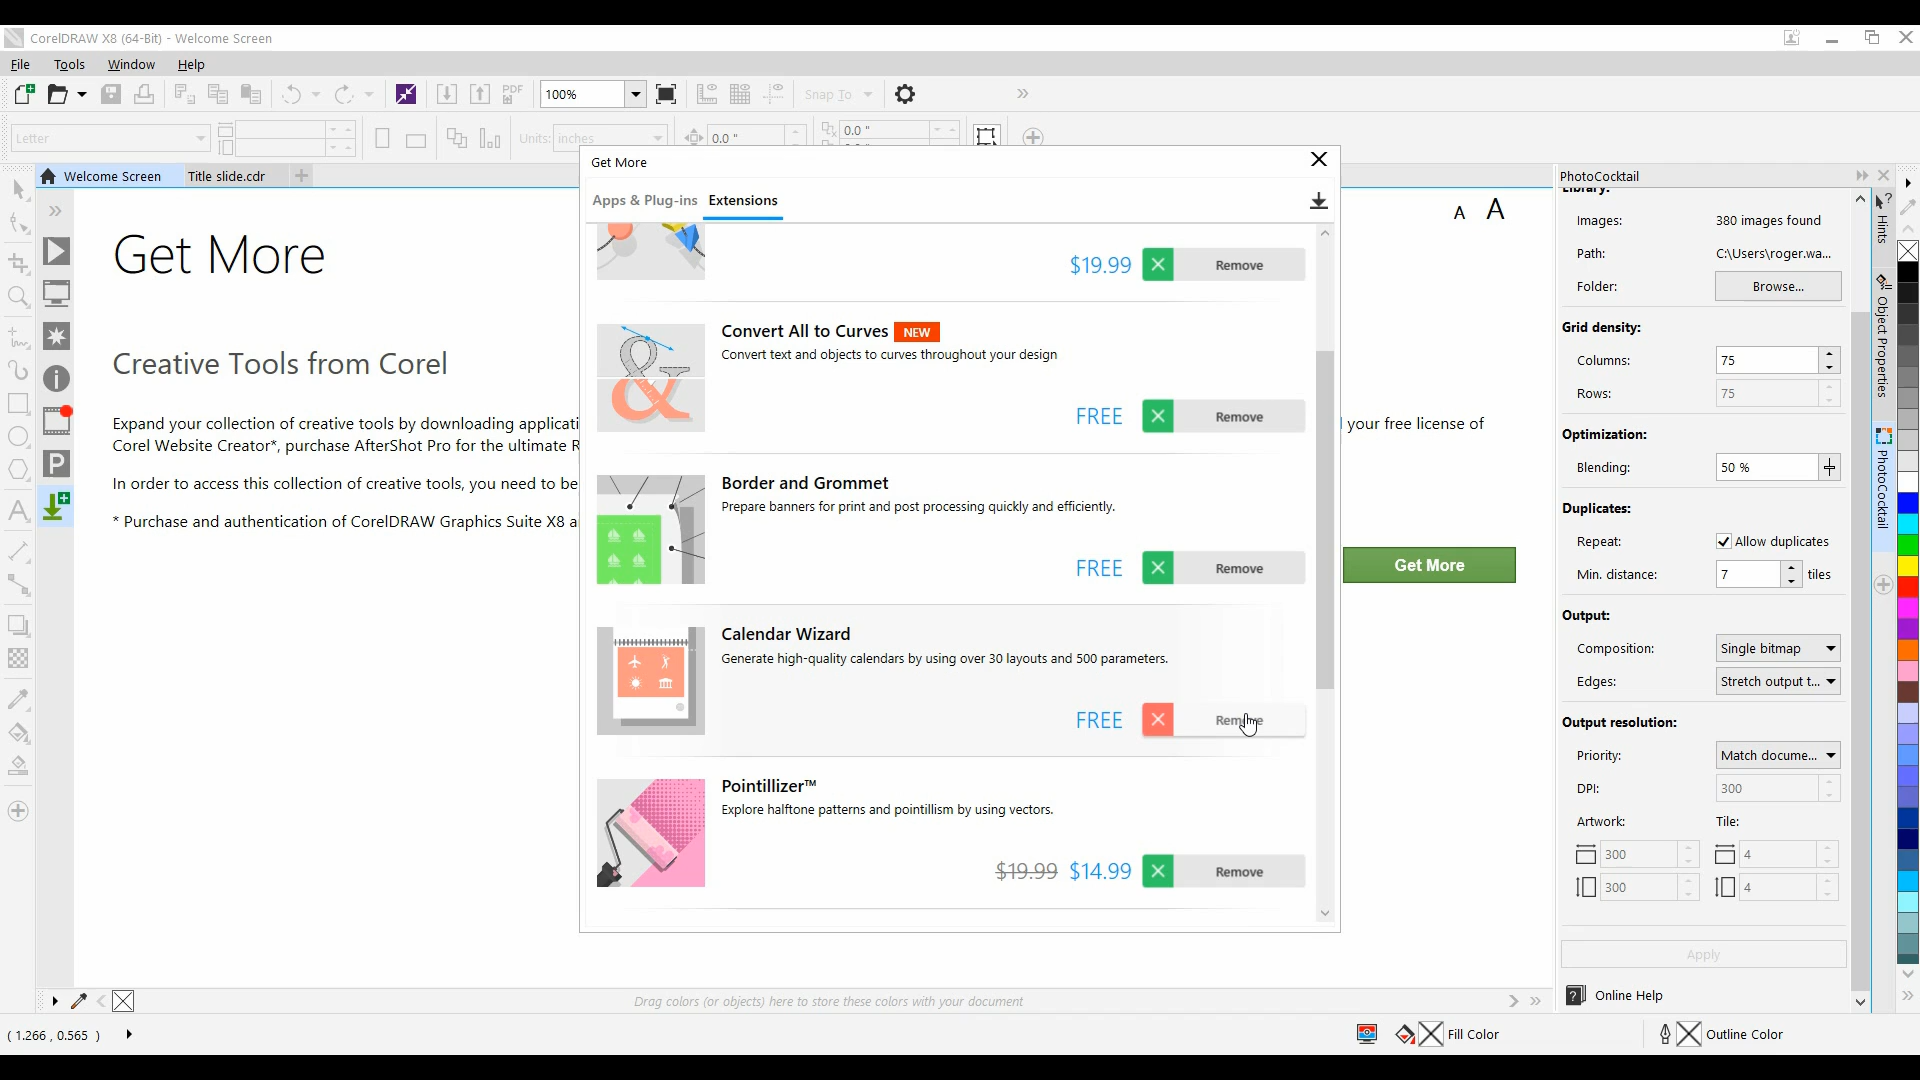 CorelDRAW X8 (64-Bit) - Welcome Screen
File Tools Window Help
PDF 100% Snap To »
Letter Units: inches 0.0 " 0.0 "
Welcome Screen Title slide.cdr
Get More
Creative Tools from Corel
Expand your collection of creative tools by downloading applicati
your free license of
Corel Website Creator*, purchase AfterShot Pro for the ultimate R
In order to access this collection of creative tools, you need to be
* Purchase and authentication of CorelDRAW Graphics Suite X8 a
A A
Get More
Get More
Apps & Plug-ins Extensions
$19.99 Remove
Convert All to Curves NEW
Convert text and objects to curves throughout your design
FREE Remove
Border and Grommet
Prepare banners for print and post processing quickly and efficiently.
FREE Remove
Calendar Wizard
Generate high-quality calendars by using over 30 layouts and 500 parameters.
FREE Remove
Pointillizer™
Explore halftone patterns and pointillism by using vectors.
$19.99 $14.99 Remove
PhotoCocktail
Library:
Images: 380 images found
Path: C:\Users\roger.wa...
Folder: Browse...
Grid density:
Columns: 75
Rows: 75
Optimization:
Blending: 50 %
Duplicates:
Repeat: Allow duplicates
Min. distance: 7 tiles
Output:
Composition: Single bitmap
Edges: Stretch output t...
Output resolution:
Priority: Match docume...
DPI: 300
Artwork: Tile:
300 4
300 4
Apply
Online Help
Hints
Object Properties
PhotoCocktail
Drag colors (or objects) here to store these colors with your document
( 1.266 , 0.565 )
Fill Color
Outline Color